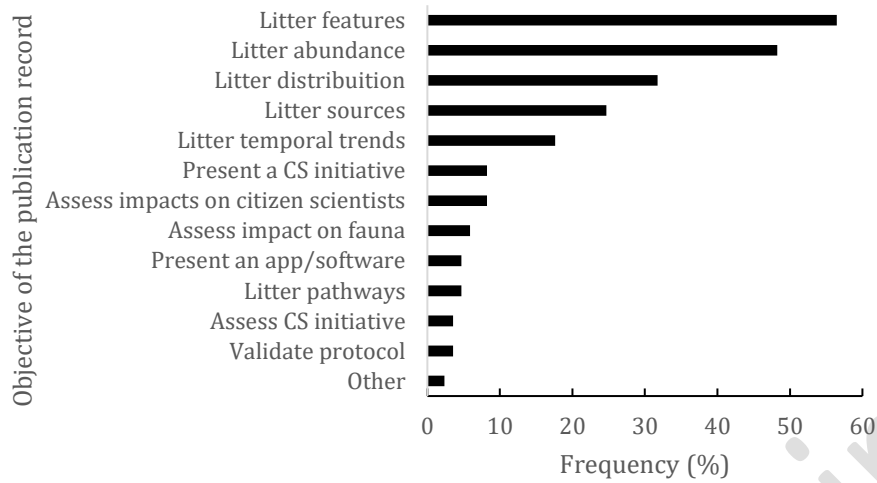 Objective of the publication record
Litter features
Litter abundance
Litter distribuition
Litter sources
Litter temporal trends
Present a CS initiative
Assess impacts on citizen scientists
Assess impact on fauna
Present an app/software
Litter pathways
Assess CS initiative
Validate protocol
Other
0 10 20 30 40 50 60
Frequency (%)